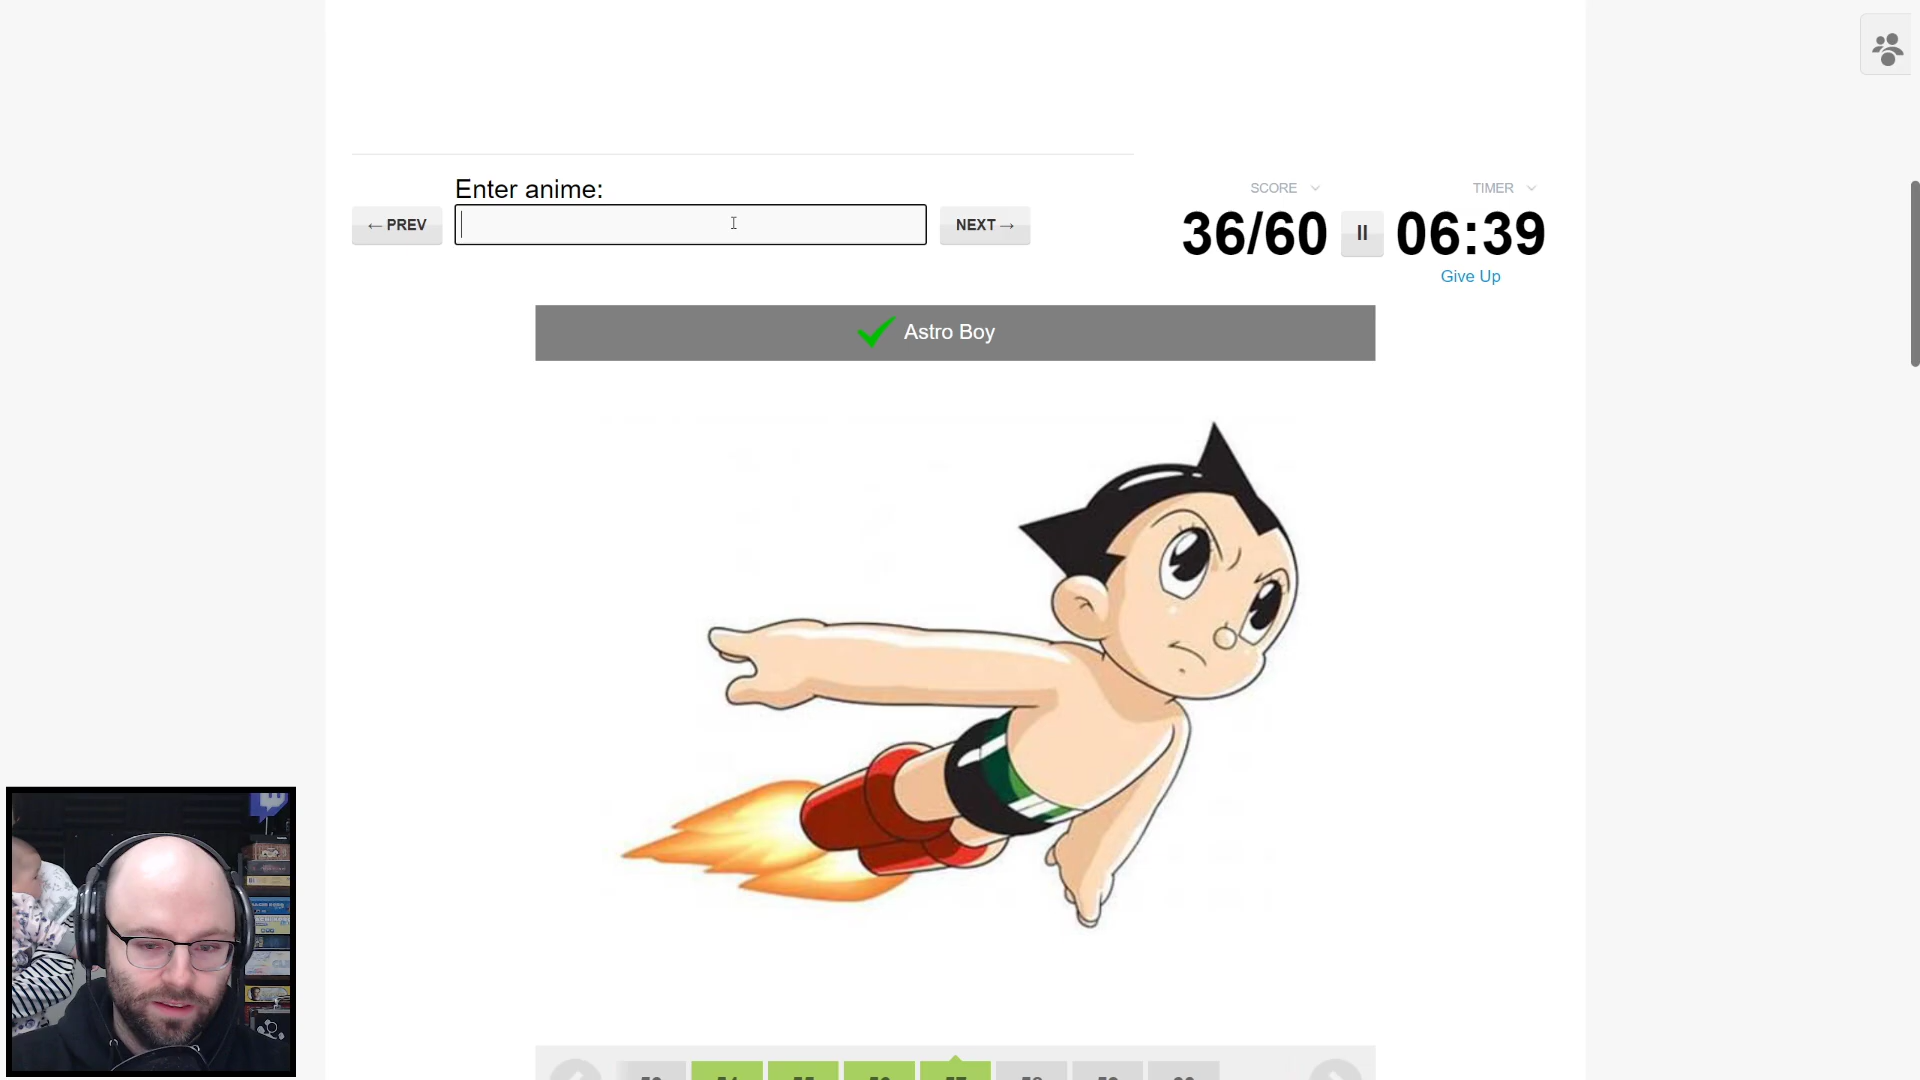 Enter anime:
← PREV
NEXT →
SCORE
TIMER
36/60
06:39
Give Up
Astro Boy